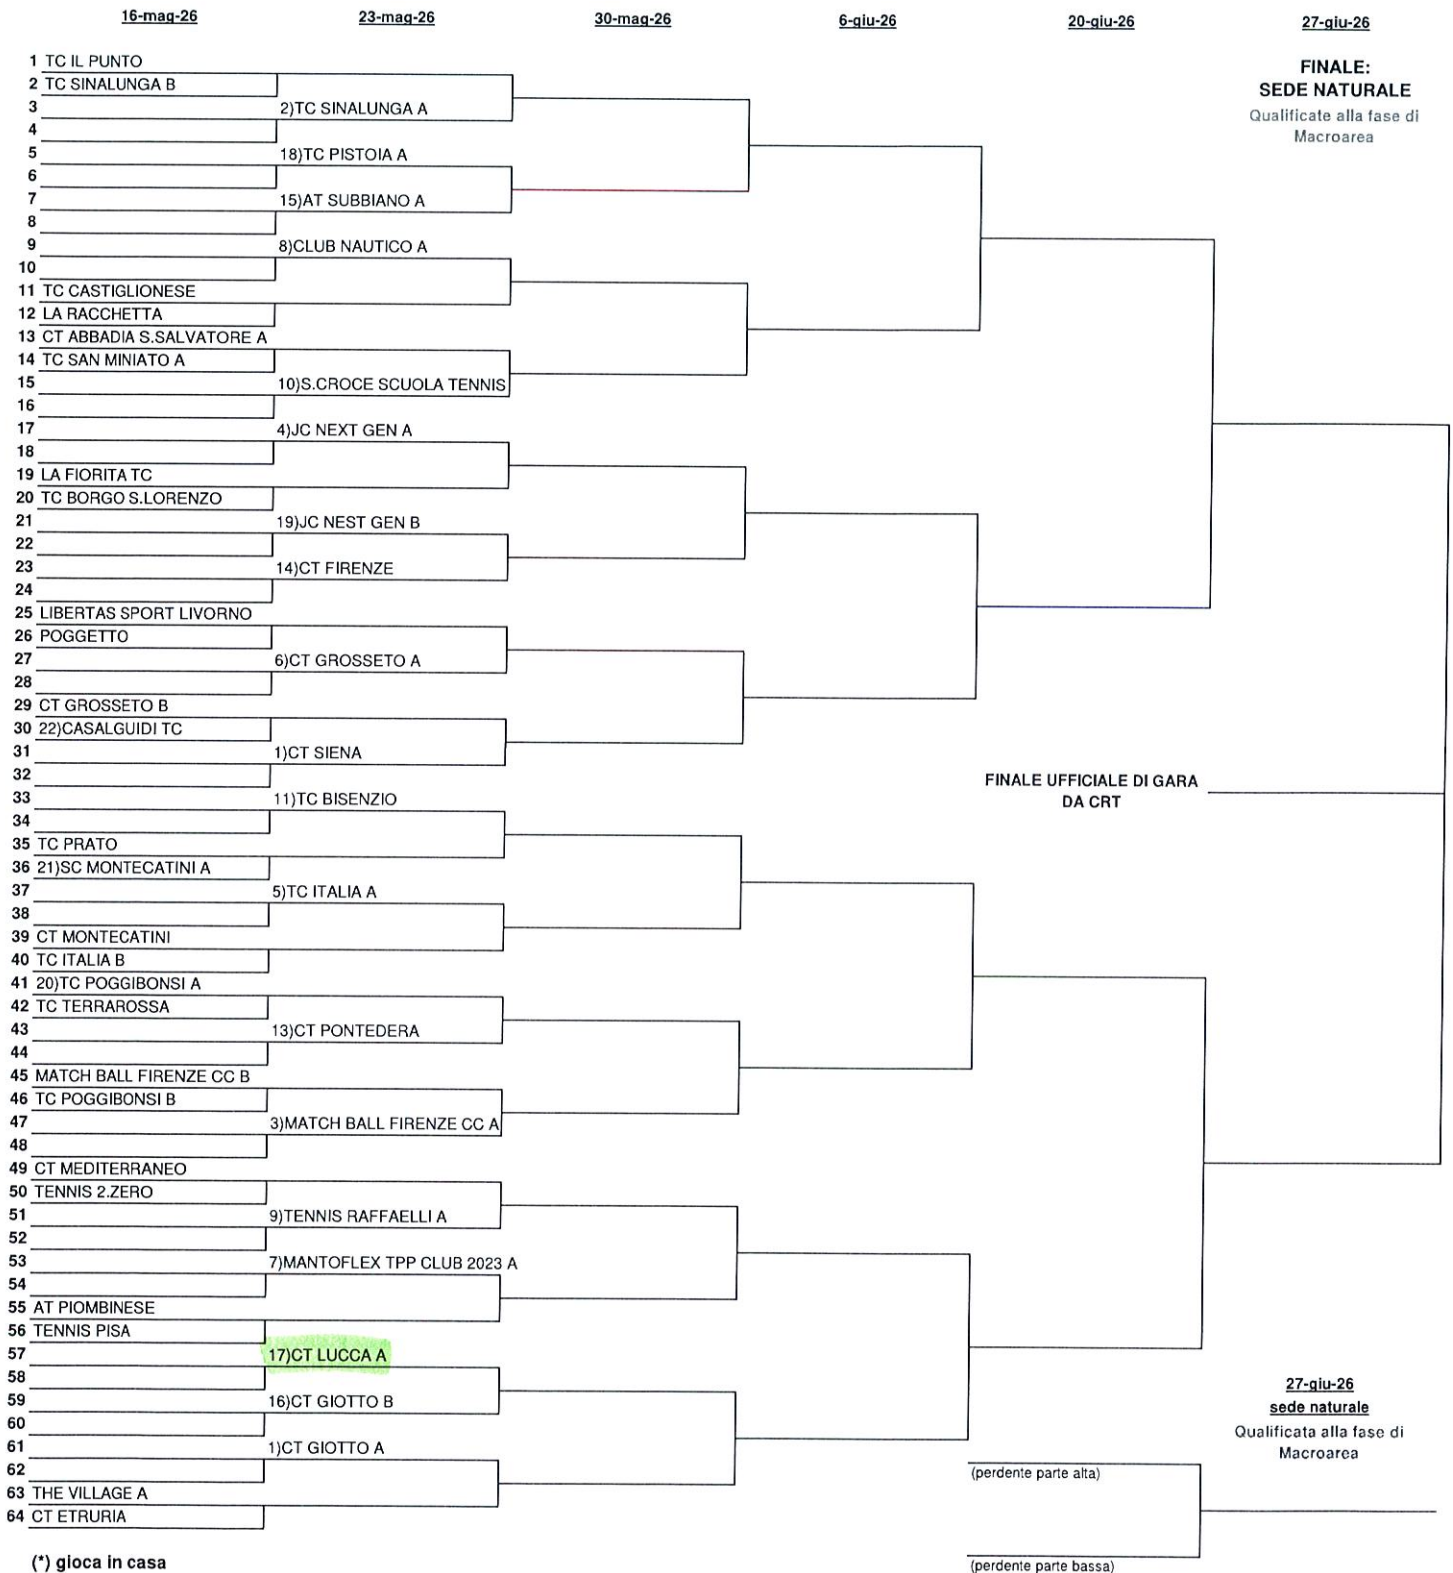 16-mag-26 23-mag-26 30-mag-26 6-giu-26 20-giu-26 27-giu-26
FINALE:
SEDE NATURALE
Qualificate alla fase di
Macroarea
1 TC IL PUNTO
2 TC SINALUNGA B
3 2)TC SINALUNGA A
4
5 18)TC PISTOIA A
6
7 15)AT SUBBIANO A
8
9 8)CLUB NAUTICO A
10
11 TC CASTIGLIONESE
12 LA RACCHETTA
13 CT ABBADIA S.SALVATORE A
14 TC SAN MINIATO A
15 10)S.CROCE SCUOLA TENNIS
16
17 4)JC NEXT GEN A
18
19 LA FIORITA TC
20 TC BORGO S.LORENZO
21 19)JC NEST GEN B
22
23 14)CT FIRENZE
24
25 LIBERTAS SPORT LIVORNO
26 POGGETTO
27 6)CT GROSSETO A
28
29 CT GROSSETO B
30 22)CASALGUIDI TC
31 1)CT SIENA
32
33 11)TC BISENZIO
34
35 TC PRATO
36 21)SC MONTECATINI A
37 5)TC ITALIA A
38
39 CT MONTECATINI
40 TC ITALIA B
41 20)TC POGGIBONSI A
42 TC TERRAROSSA
43 13)CT PONTEDERA
44
45 MATCH BALL FIRENZE CC B
46 TC POGGIBONSI B
47 3)MATCH BALL FIRENZE CC A
48
49 CT MEDITERRANEO
50 TENNIS 2.ZERO
51 9)TENNIS RAFFAELLI A
52
53 7)MANTOFLEX TPP CLUB 2023 A
54
55 AT PIOMBINESE
56 TENNIS PISA
57 17)CT LUCCA A
58
59 16)CT GIOTTO B
60
61 1)CT GIOTTO A
62
63 THE VILLAGE A
64 CT ETRURIA
FINALE UFFICIALE DI GARA
DA CRT
27-giu-26
sede naturale
Qualificata alla fase di
Macroarea
(perdente parte alta)
(perdente parte bassa)
(*) gioca in casa